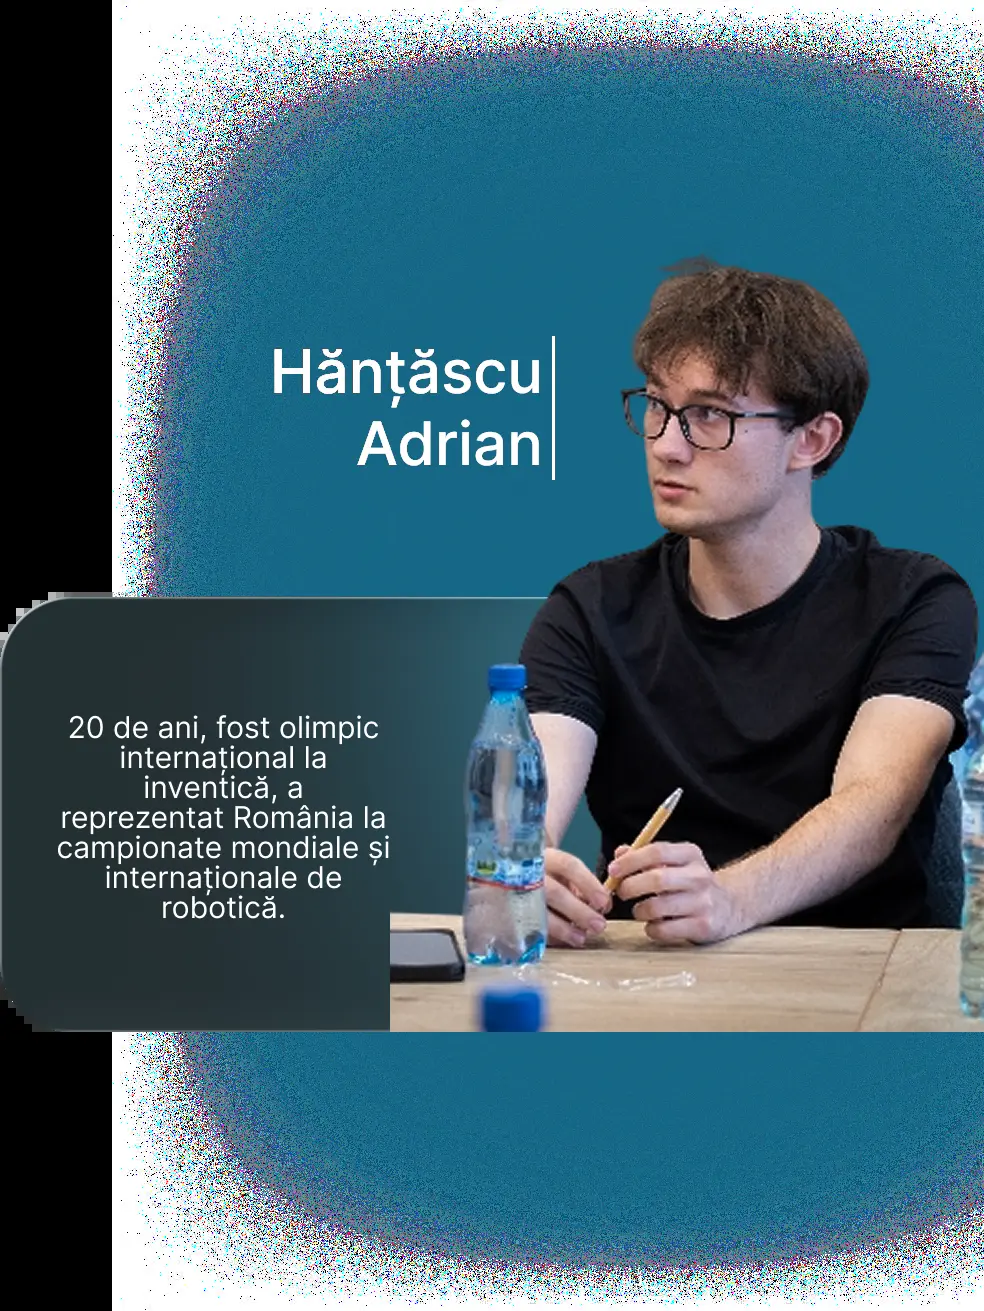 Hănțăscu
Adrian
20 de ani, fost olimpic
internațional la
inventică, a
reprezentat România la
campionate mondiale și
internaționale de
robotică.